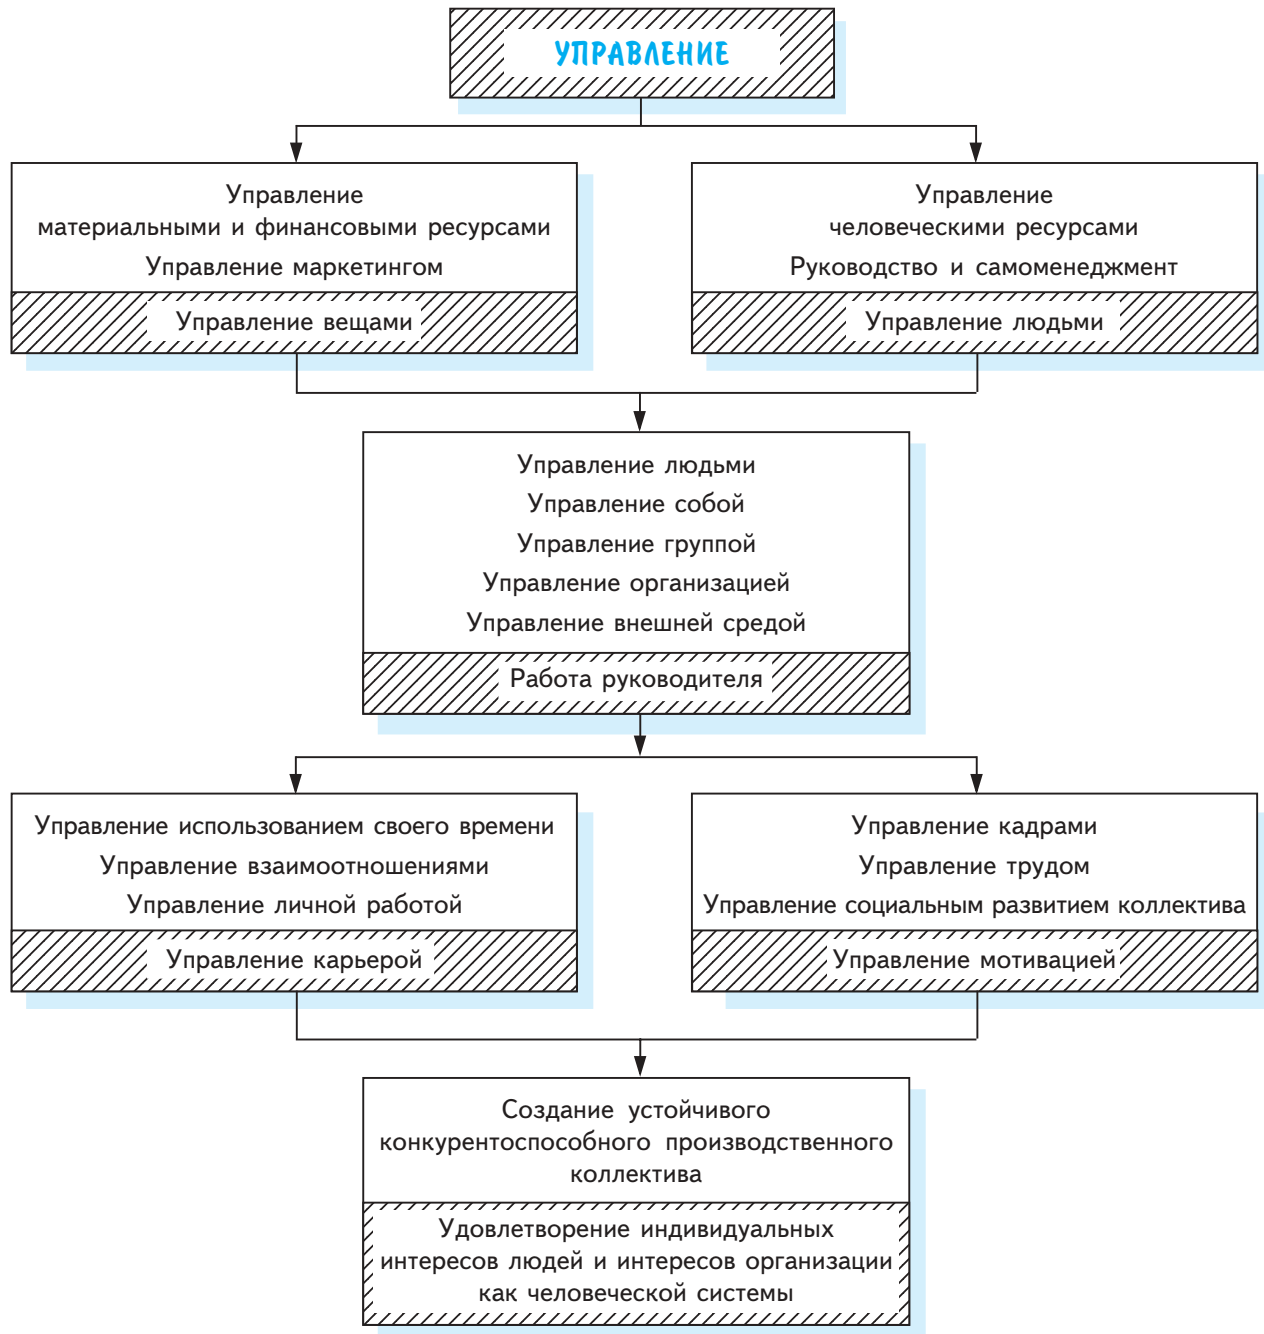 УПРАВЛЕНИЕ
Управление
материальными и финансовыми ресурсами
Управление маркетингом
Управление вещами
Управление
человеческими ресурсами
Руководство и самоменеджмент
Управление людьми
Управление людьми
Управление собой
Управление группой
Управление организацией
Управление внешней средой
Работа руководителя
Управление использованием своего времени
Управление взаимоотношениями
Управление личной работой
Управление карьерой
Управление кадрами
Управление трудом
Управление социальным развитием коллектива
Управление мотивацией
Создание устойчивого
конкурентоспособного производственного
коллектива
Удовлетворение индивидуальных
интересов людей и интересов организации
как человеческой системы